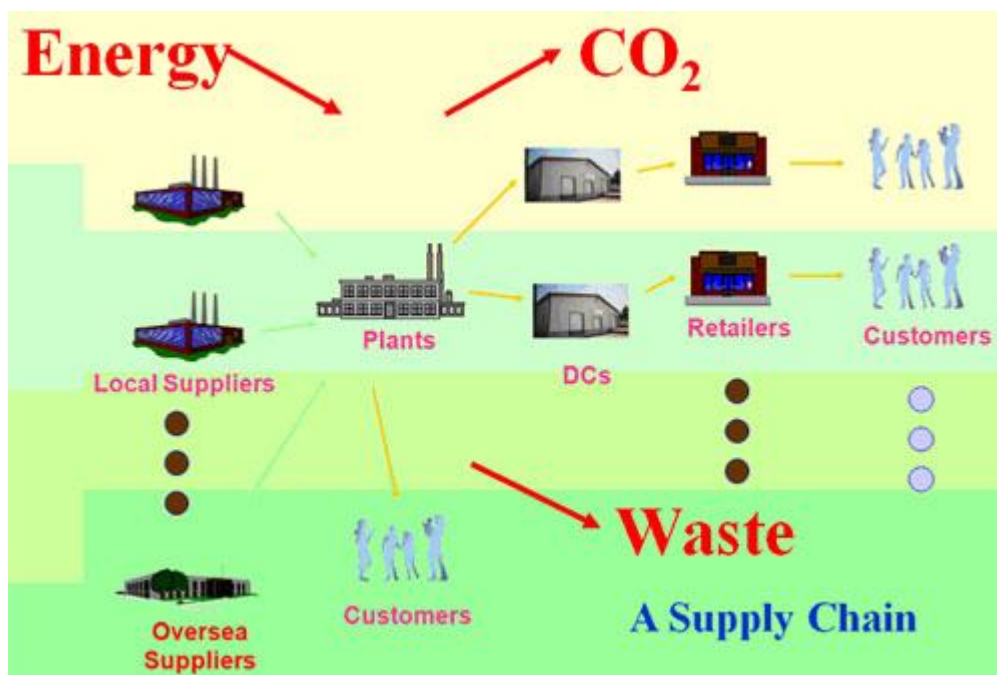 Energy
CO₂
Plants
Retailers
Customers
Local Suppliers
DCs
Waste
Customers
A Supply Chain
Oversea
Suppliers